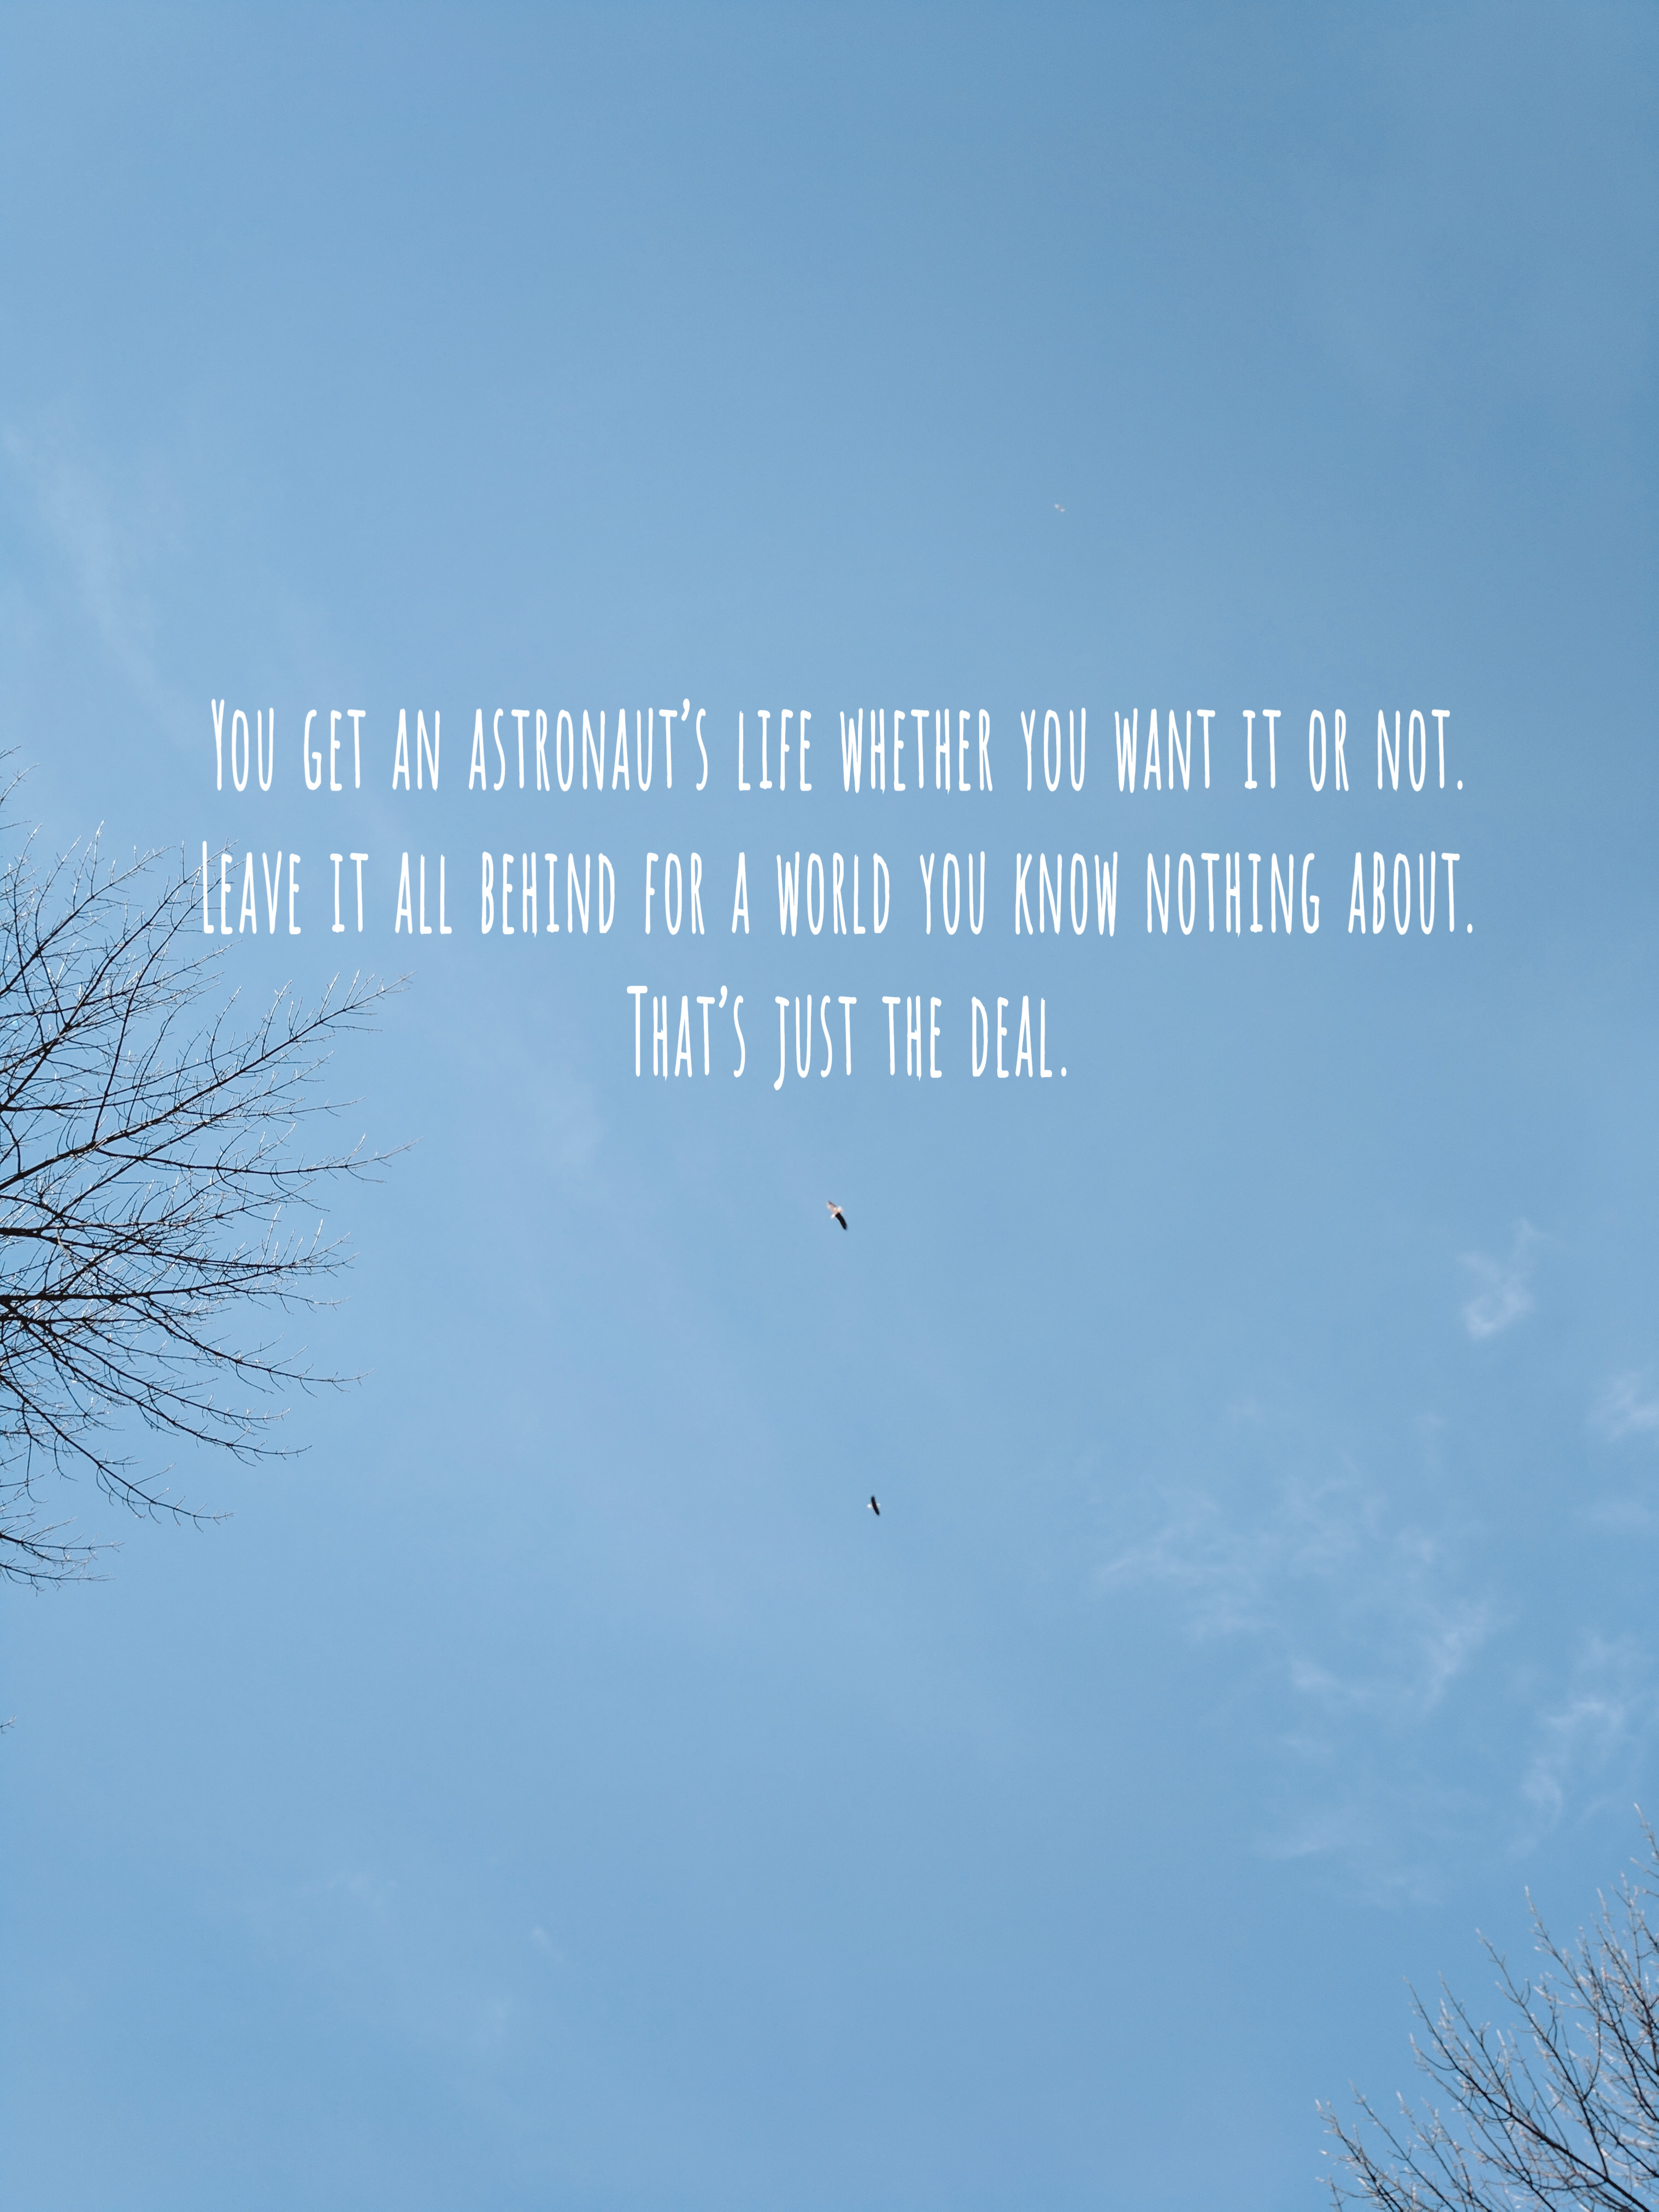 You get an astronaut’s life whether you want it or not.
Leave it all behind for a world you know nothing about.
That’s just the deal.